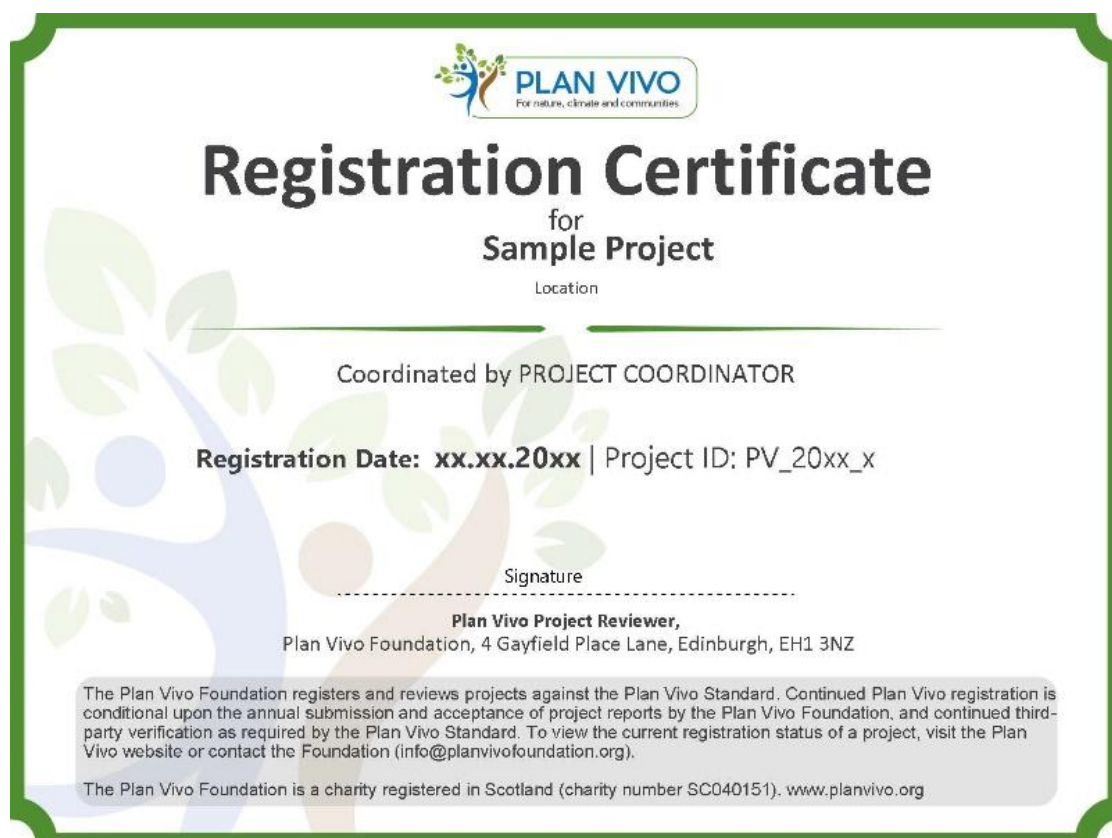 PLAN VIVO
For nature, climate and communities
Registration Certificate
for
Sample Project
Location
Coordinated by PROJECT COORDINATOR
Registration Date: xx.xx.20xx | Project ID: PV_20xx_x
Signature
Plan Vivo Project Reviewer,
Plan Vivo Foundation, 4 Gayfield Place Lane, Edinburgh, EH1 3NZ
The Plan Vivo Foundation registers and reviews projects against the Plan Vivo Standard. Continued Plan Vivo registration is
conditional upon the annual submission and acceptance of project reports by the Plan Vivo Foundation, and continued third-
party verification as required by the Plan Vivo Standard. To view the current registration status of a project, visit the Plan
Vivo website or contact the Foundation (info@planvivofoundation.org).
The Plan Vivo Foundation is a charity registered in Scotland (charity number SC040151). www.planvivo.org